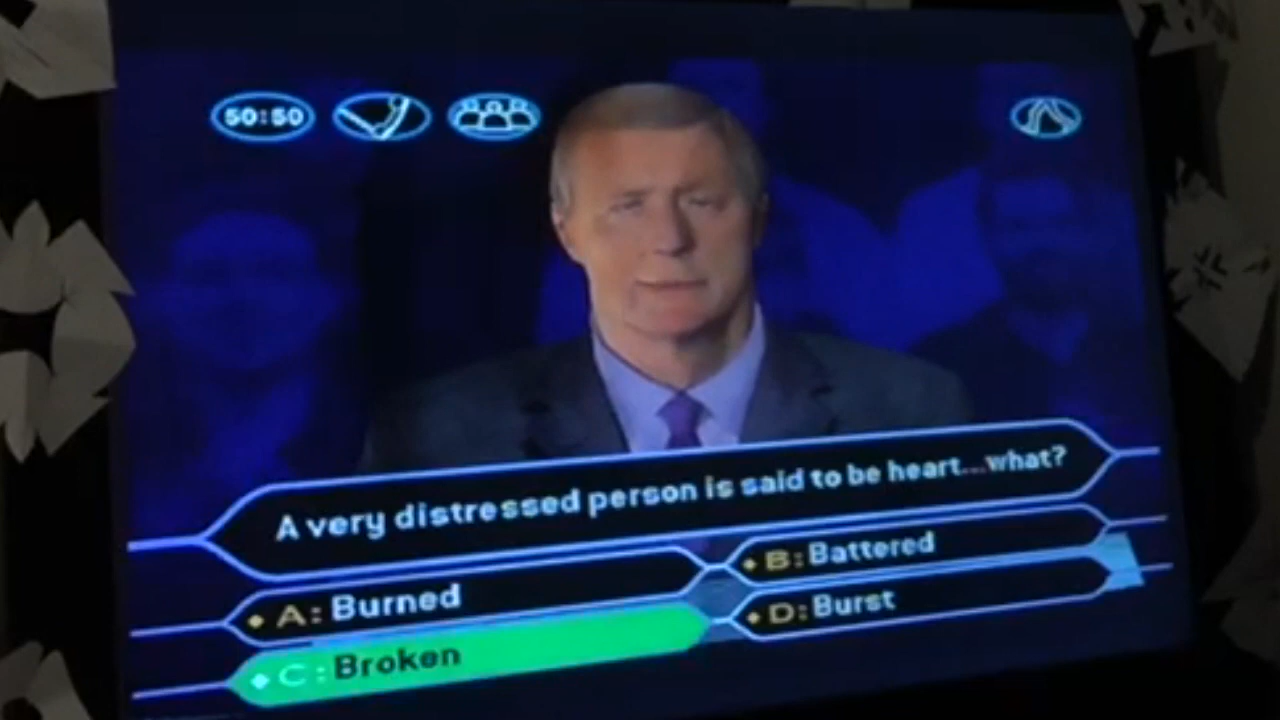 50:50
A very distressed person is said to be heart...what?
A: Burned
B: Battered
C: Broken
D: Burst